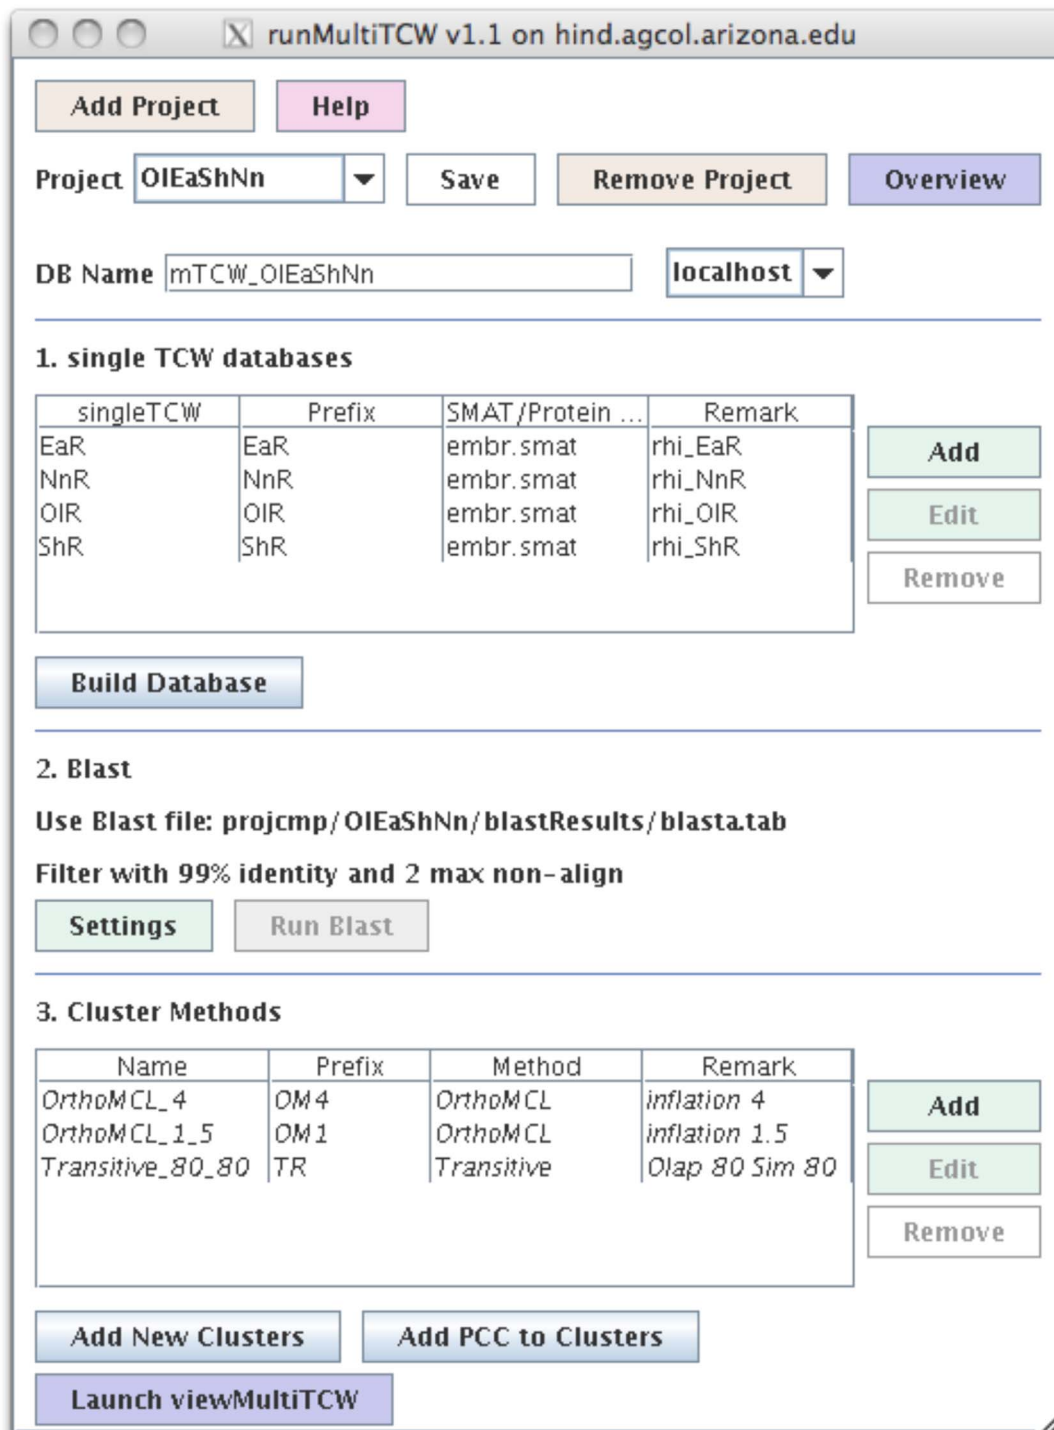 runMultiTCW v1.1 on hind.agcol.arizona.edu
Add Project Help
Project OlEaShNn Save Remove Project Overview
DB Name mTCW_OlEaShNn localhost
1. single TCW databases
singleTCW Prefix SMAT/Protein ... Remark
EaR EaR embr.smat rhi_EaR
Add
NnR NnR embr.smat rhi_NnR
OlR OlR embr.smat rhi_OlR
Edit
ShR ShR embr.smat rhi_ShR
Remove
Build Database
2. Blast
Use Blast file: projcmp/OlEaShNn/blastResults/blasta.tab
Filter with 99% identity and 2 max non-align
Settings Run Blast
3. Cluster Methods
Name Prefix Method Remark
OrthoMCL_4 OM4 OrthoMCL inflation 4
Add
OrthoMCL_1_5 OM1 OrthoMCL inflation 1.5
Transitive_80_80 TR Transitive Olap 80 Sim 80
Edit
Remove
Add New Clusters Add PCC to Clusters
Launch viewMultiTCW